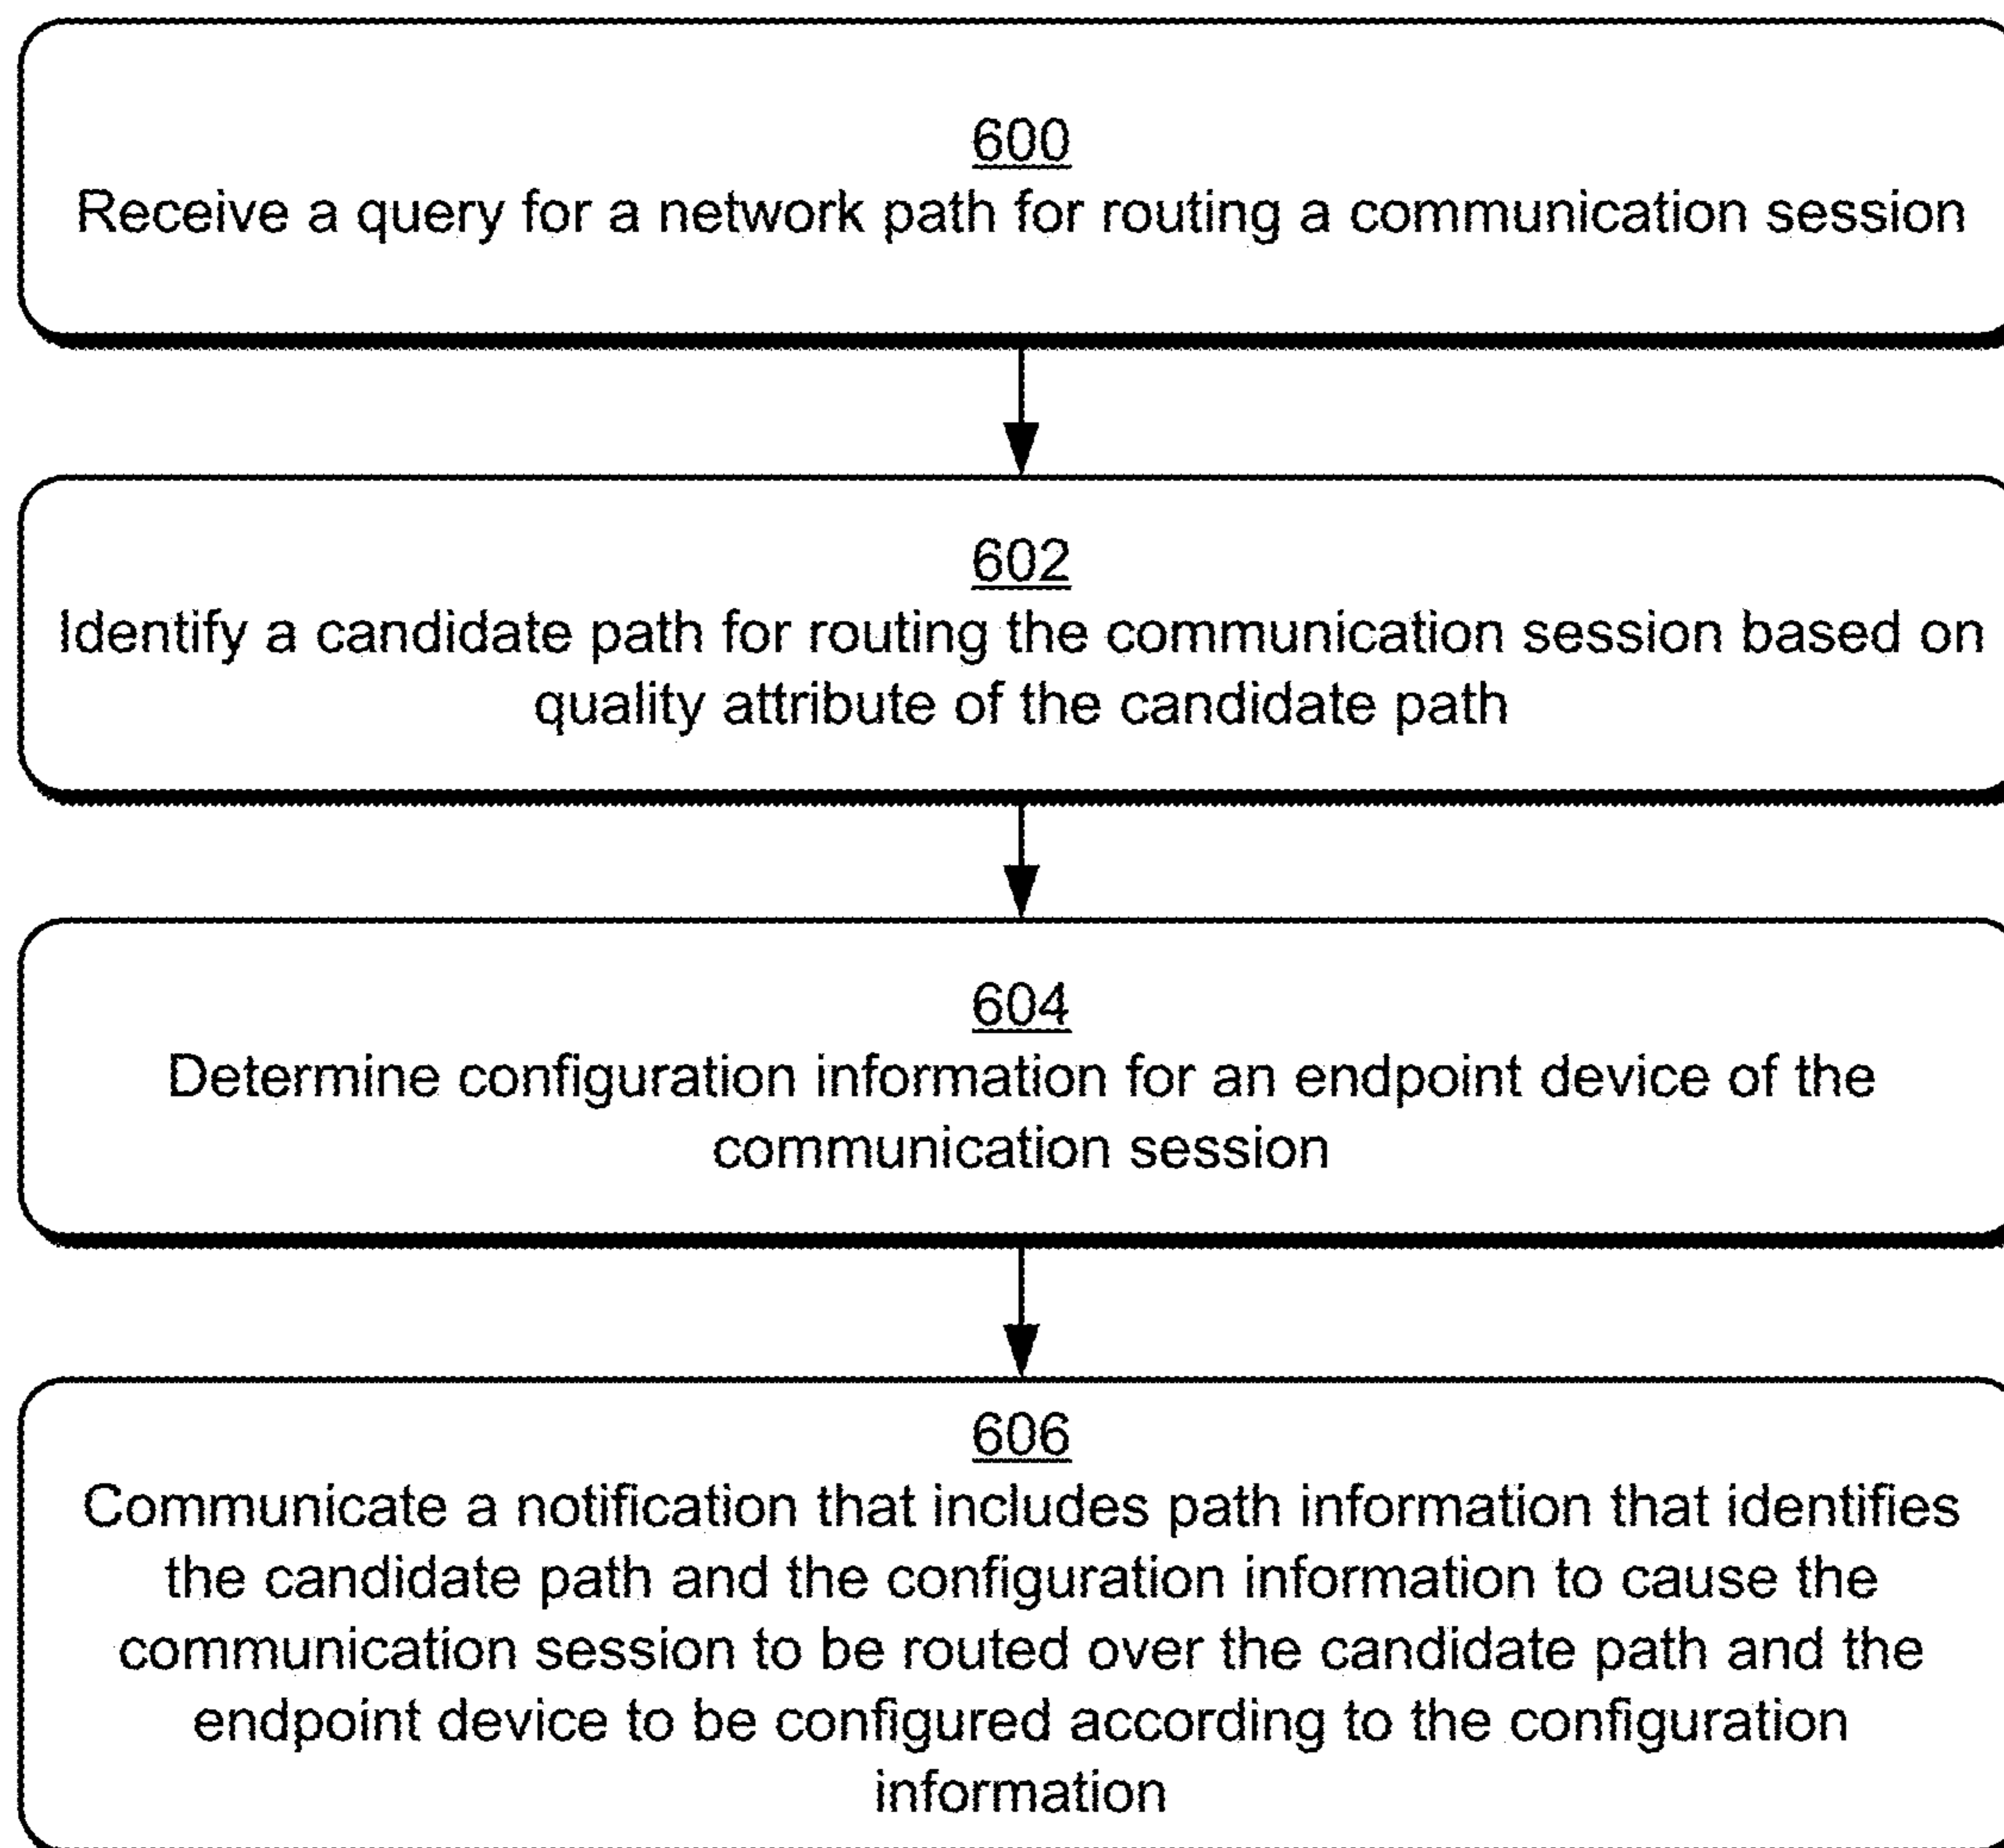 600
Receive a query for a network path for routing a communication session
602
Identify a candidate path for routing the communication session based on
quality attribute of the candidate path
604
Determine configuration information for an endpoint device of the
communication session
606
Communicate a notification that includes path information that identifies
the candidate path and the configuration information to cause the
communication session to be routed over the candidate path and the
endpoint device to be configured according to the configuration
information